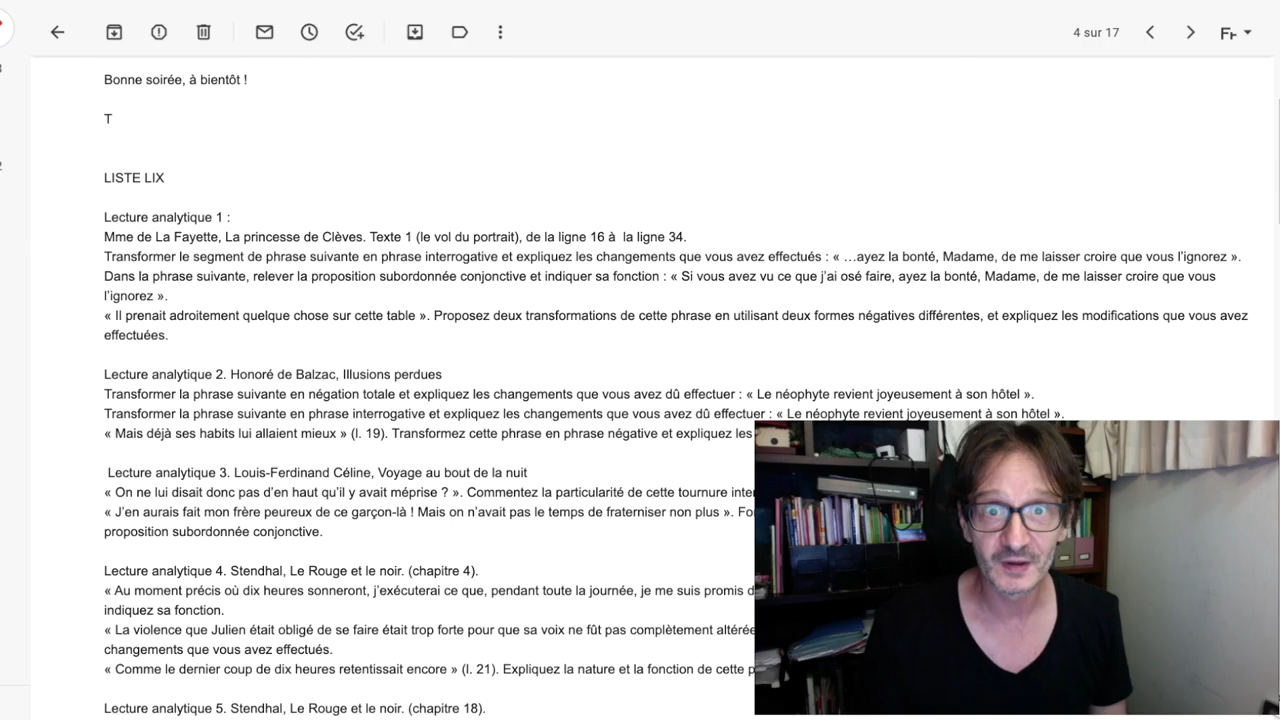 4 sur 17
Bonne soirée, à bientôt !
T
LISTE LIX
Lecture analytique 1 :
Mme de La Fayette, La princesse de Clèves. Texte 1 (le vol du portrait), de la ligne 16 à  la ligne 34.
Transformer le segment de phrase suivante en phrase interrogative et expliquez les changements que vous avez effectués : « …ayez la bonté, Madame, de me laisser croire que vous l’ignorez ».
Dans la phrase suivante, relever la proposition subordonnée conjonctive et indiquer sa fonction : « Si vous avez vu ce que j’ai osé faire, ayez la bonté, Madame, de me laisser croire que vous
l’ignorez ».
« Il prenait adroitement quelque chose sur cette table ». Proposez deux transformations de cette phrase en utilisant deux formes négatives différentes, et expliquez les modifications que vous avez
effectuées.
Lecture analytique 2. Honoré de Balzac, Illusions perdues
Transformer la phrase suivante en négation totale et expliquez les changements que vous avez dû effectuer : « Le néophyte revient joyeusement à son hôtel ».
Transformer la phrase suivante en phrase interrogative et expliquez les changements que vous avez dû effectuer : « Le néophyte revient joyeusement à son hôtel ».
« Mais déjà ses habits lui allaient mieux » (l. 19). Transformez cette phrase en phrase négative et expliquez les
Lecture analytique 3. Louis-Ferdinand Céline, Voyage au bout de la nuit
« On ne lui disait donc pas d’en haut qu’il y avait méprise ? ». Commentez la particularité de cette tournure
« J’en aurais fait mon frère peureux de ce garçon-là ! Mais on n’avait pas le temps de fraterniser non plus ».
proposition subordonnée conjonctive.
Lecture analytique 4. Stendhal, Le Rouge et le noir. (chapitre 4).
« Au moment précis où dix heures sonneront, j’exécuterai ce que, pendant toute la journée, je me suis promis
indiquez sa fonction.
« La violence que Julien était obligé de se faire était trop forte pour que sa voix ne fût pas complètement altérée
changements que vous avez effectués.
« Comme le dernier coup de dix heures retentissait encore » (l. 21). Expliquez la nature et la fonction de cette
Lecture analytique 5. Stendhal, Le Rouge et le noir. (chapitre 18).